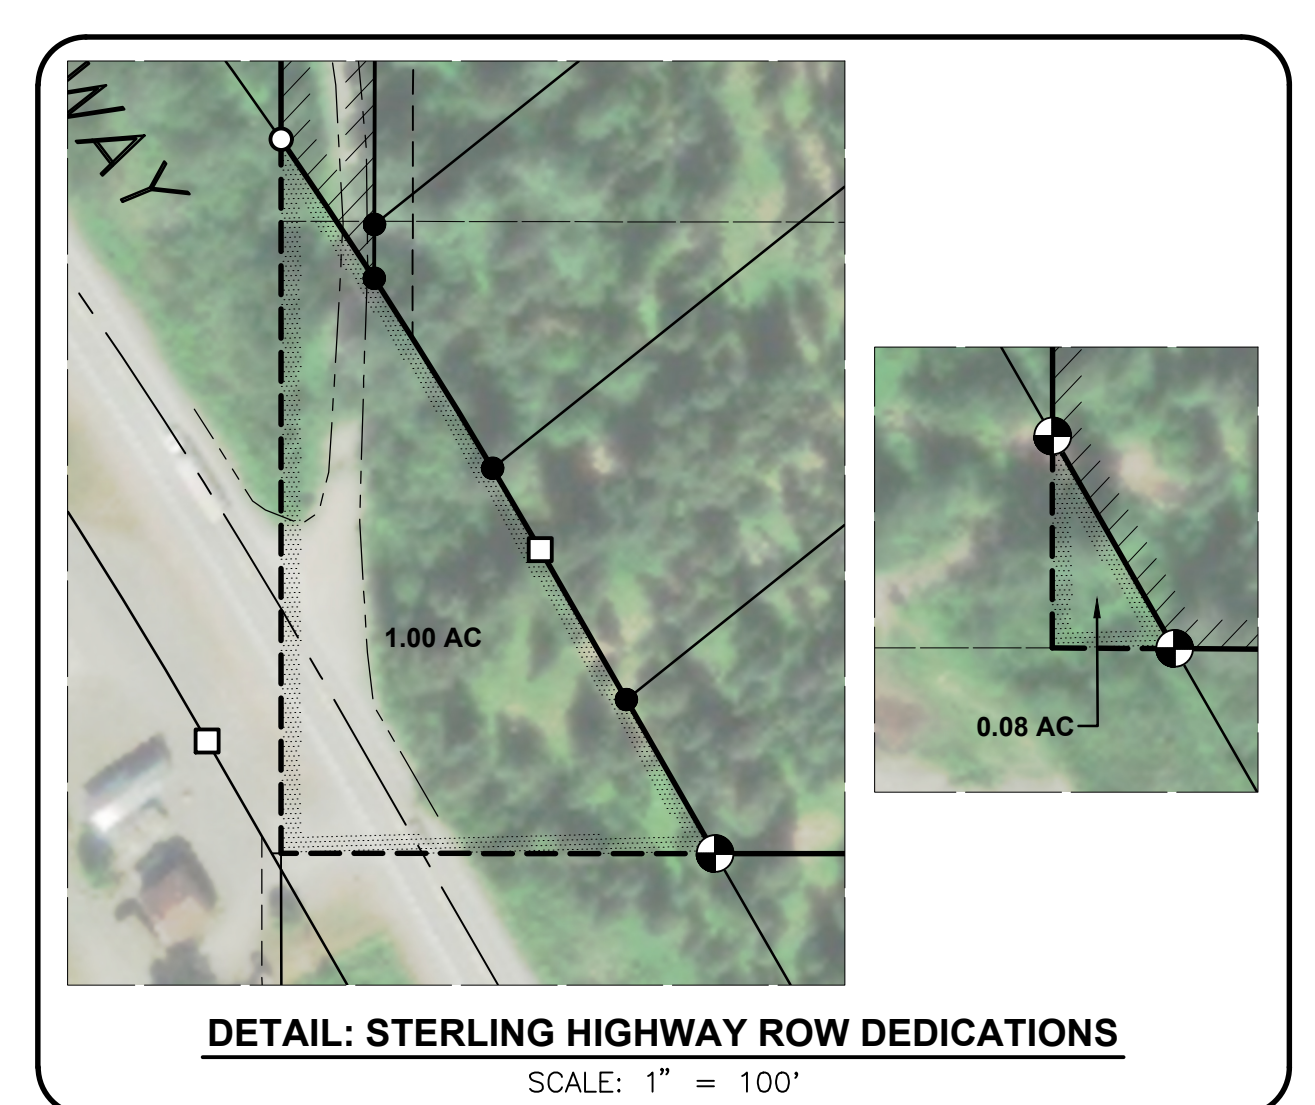 WAY
1.00 AC
0.08 AC
DETAIL: STERLING HIGHWAY ROW DEDICATIONS
SCALE: 1” = 100’